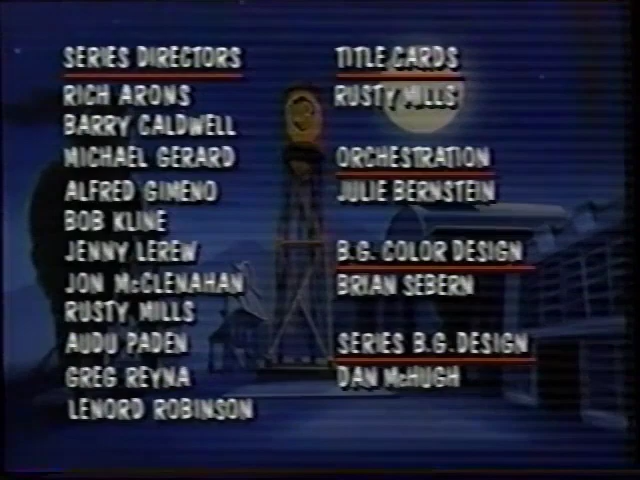 SERIES DIRECTORS
RICH ARONS
BARRY CALDWELL
MICHAEL GERARD
ALFRED GIMENO
BOB KLINE
JENNY LEREW
JON McCLENAHAN
RUSTY MILLS
AUDU PADEN
GREG REYNA
LENORD ROBINSON
TITLE CARDS
RUSTY MILLS
ORCHESTRATION
JULIE BERNSTEIN
B.G. COLOR DESIGN
BRIAN SEBERN
SERIES B.G. DESIGN
DAN McHUGH